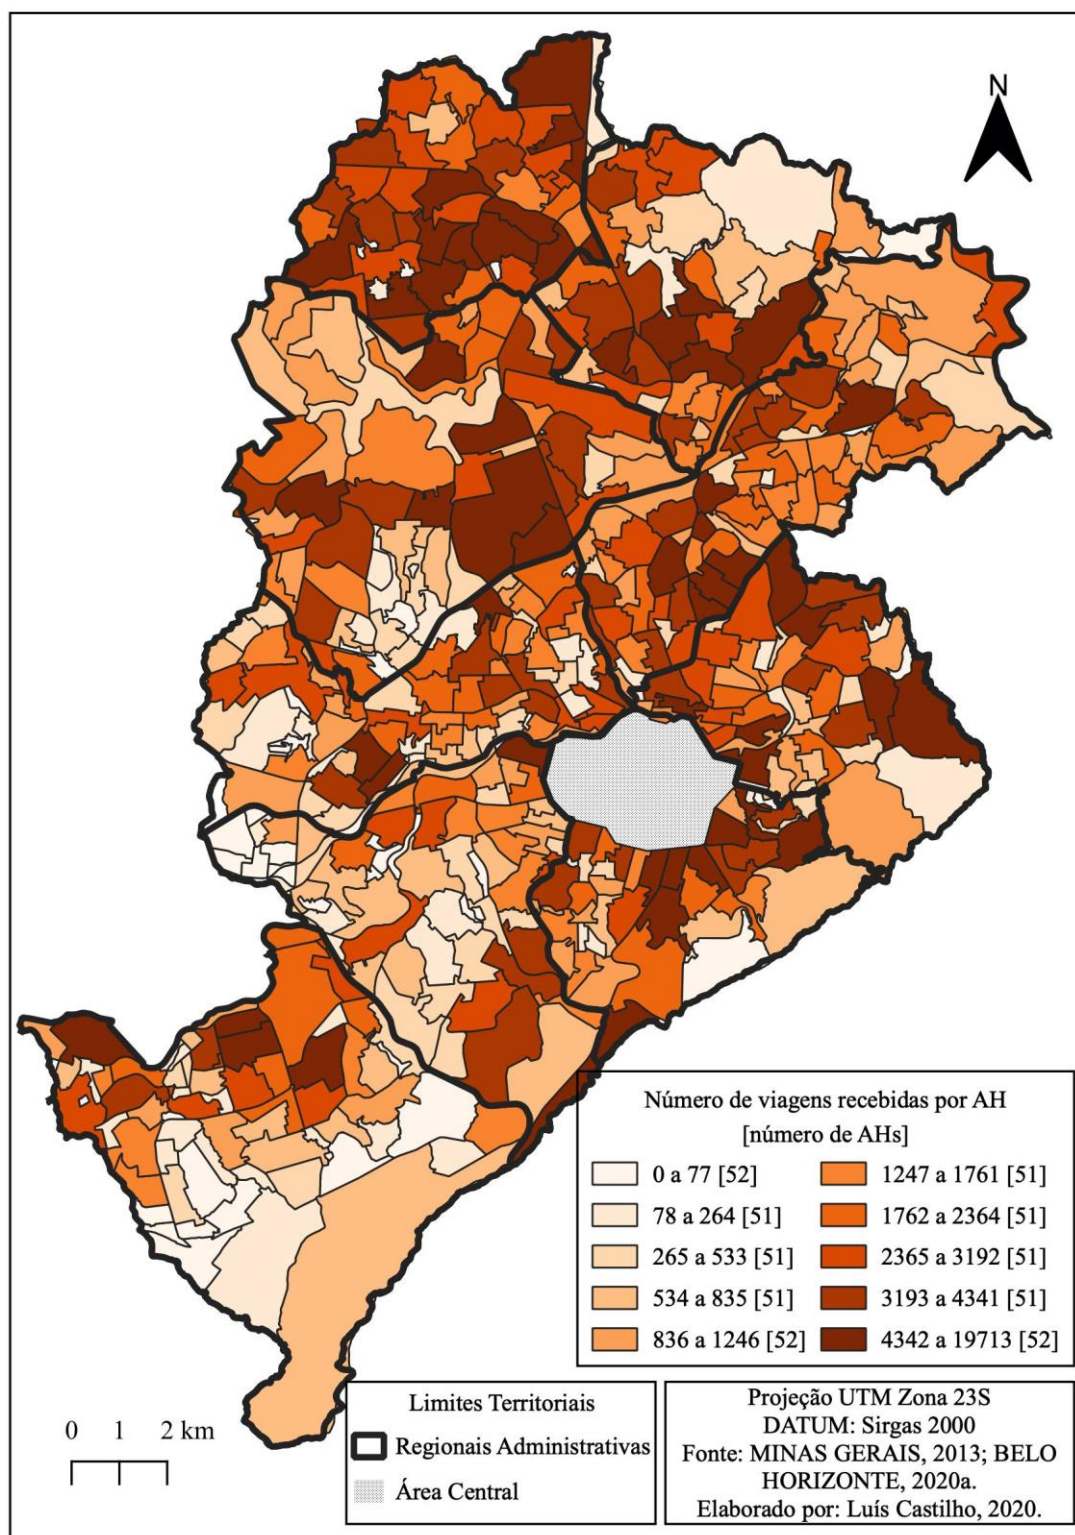 N
Número de viagens recebidas por AH
[número de AHs]
0 a 77 [52]
78 a 264 [51]
265 a 533 [51]
534 a 835 [51]
836 a 1246 [52]
1247 a 1761 [51]
1762 a 2364 [51]
2365 a 3192 [51]
3193 a 4341 [51]
4342 a 19713 [52]
0 1 2 km
Limites Territoriais
Regionais Administrativas
Área Central
Projeção UTM Zona 23S
DATUM: Sirgas 2000
Fonte: MINAS GERAIS, 2013; BELO
HORIZONTE, 2020a.
Elaborado por: Luís Castilho, 2020.